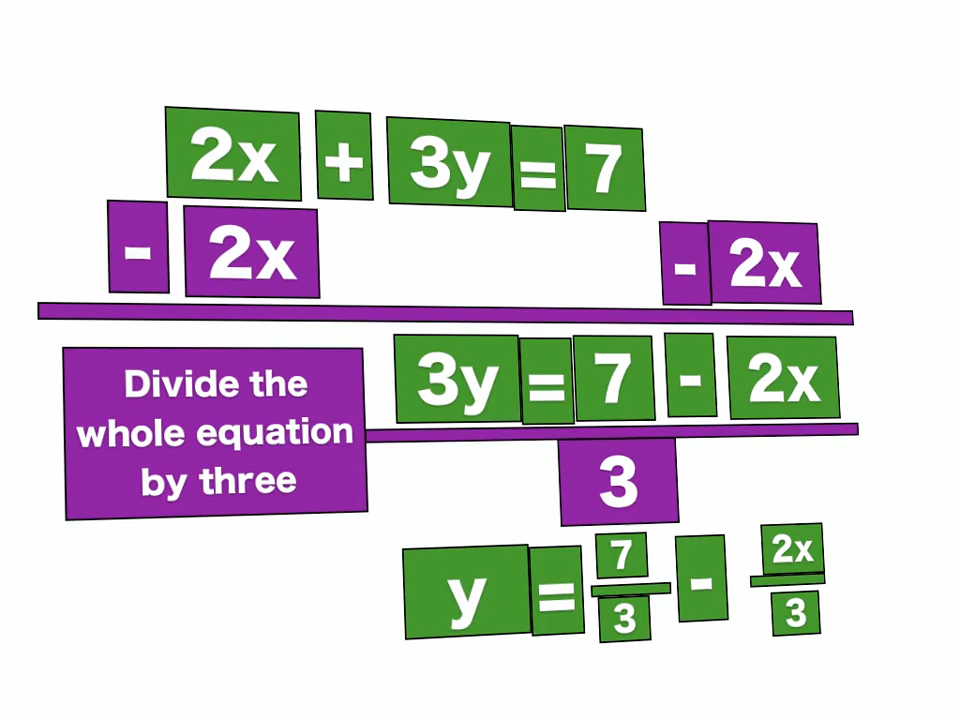 2x + 3y = 7
- 2x - 2x
3y = 7 - 2x
Divide the
whole equation
by three
3
y = 7/3 - 2x/3